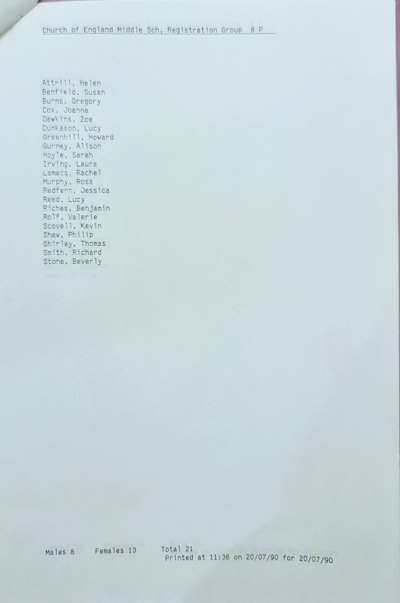 Church of England Middle Sch, Registration Group 8 P
Attrill, Helen
Benfield, Susan
Burns, Gregory
Cox, Joanna
Dawkins, Zoe
Dunkason, Lucy
Greenhill, Howard
Gurney, Alison
Hoyle, Sarah
Irving, Laura
Lomacs, Rachel
Murphy, Ross
Redfern, Jessica
Reed, Lucy
Riches, Benjamin
Rolf, Valerie
Scovell, Kevin
Shaw, Philip
Shirley, Thomas
Smith, Richard
Stone, Beverly
Males 8 Females 13 Total 21
Printed at 11:36 on 20/07/90 for 20/07/90